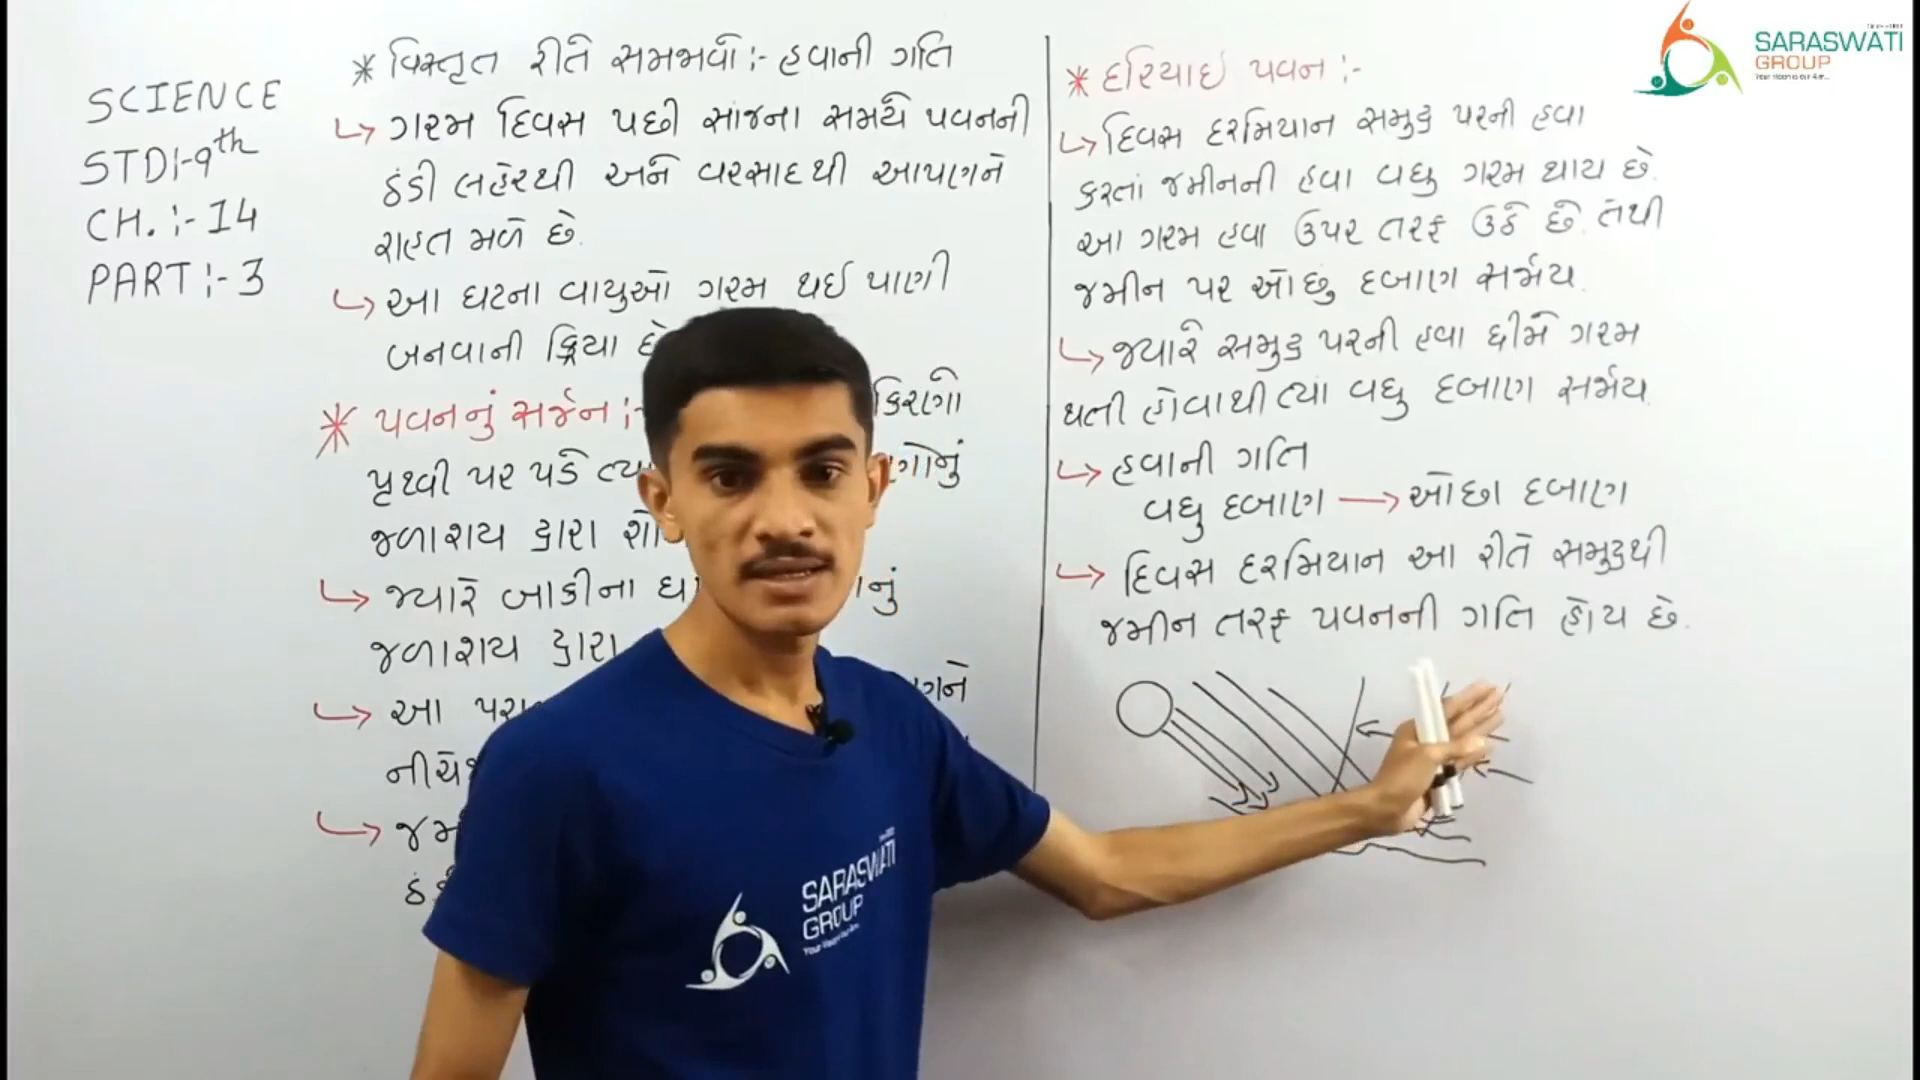 SCIENCE
STD:-9th
CH. :- 14
PART :- 3
* વિસ્તૃત રીતે સમજાવો :- હવાની ગતિ
↳ ગરમ દિવસ પછી સાંજના સમયે પવનની
ઠંડી લહેરથી અને વરસાદથી આપણને
રાહત મળે છે.
↳ આ ઘટના વાયુઓ ગરમ થઈ પાણી
બનવાની ક્રિયા
* પવનનું સર્જન :- કિરણો
પૃથ્વી પર પડે
જળાશય દ્વારા
↳ જ્યારે બાકીના
જળાશય દ્વારા
↳ આ
* દરિયાઇ પવન :-
↳ દિવસ દરમિયાન સમુદ્ર પરની હવા
કરતાં જમીનની હવા વધુ ગરમ થાય છે.
આ ગરમ હવા ઉપર તરફ ઉઠે છે. તેથી
જમીન પર ઓછુ દબાણ સર્જાય.
↳ જ્યારે સમુદ્ર પરની હવા ધીમે ગરમ
થતી હોવાથી ત્યાં વધુ દબાણ સર્જાય.
↳ હવાની ગતિ
વધુ દબાણ → ઓછા દબાણ
↳ દિવસ દરમિયાન આ રીતે સમુદ્રથી
જમીન તરફ પવનની ગતિ હોય છે.
SARASWATI
GROUP
SARASWATI
GROUP